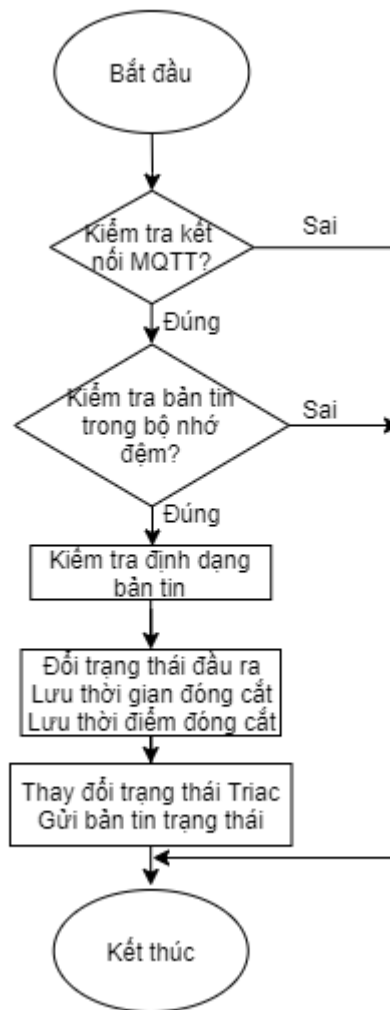 Bắt đầu
Kiểm tra kết
nối MQTT?
Sai
Đúng
Kiểm tra bản tin
trong bộ nhớ
đệm?
Sai
Đúng
Kiểm tra định dạng
bản tin
Đổi trạng thái đầu ra
Lưu thời gian đóng cắt
Lưu thời điểm đóng cắt
Thay đổi trạng thái Triac
Gửi bản tin trạng thái
Kết thúc